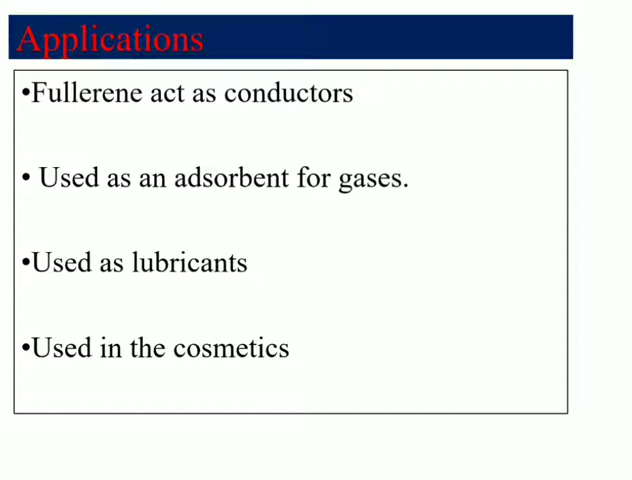 Applications
•Fullerene act as conductors
• Used as an adsorbent for gases.
•Used as lubricants
•Used in the cosmetics